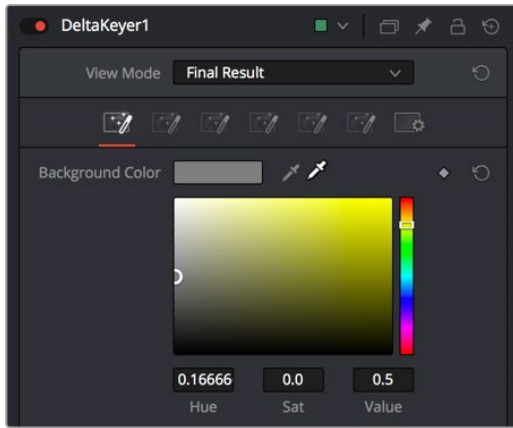 DeltaKeyer1
View Mode Final Result
Background Color
0.16666 0.0 0.5
Hue Sat Value